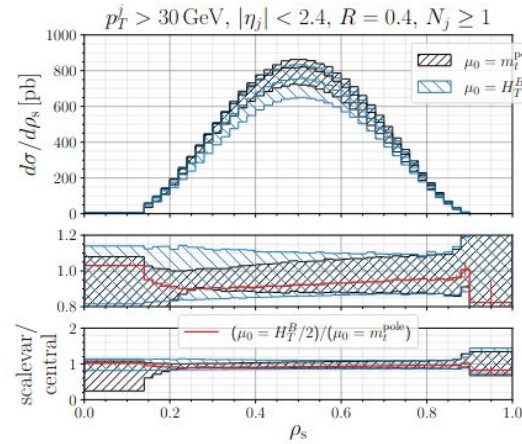 p_T^j > 30 GeV, |η_j| < 2.4, R = 0.4, N_j ≥ 1
dσ/dρ_s [pb]
1000
800
600
400
200
0
μ_0 = m_t^po
μ_0 = H_T^B
1.2
1.0
0.8
scalevar/
central
2
1
0
(μ_0 = H_T^B/2)/(μ_0 = m_t^pole)
0.0 0.2 0.4 0.6 0.8 1.0
ρ_s